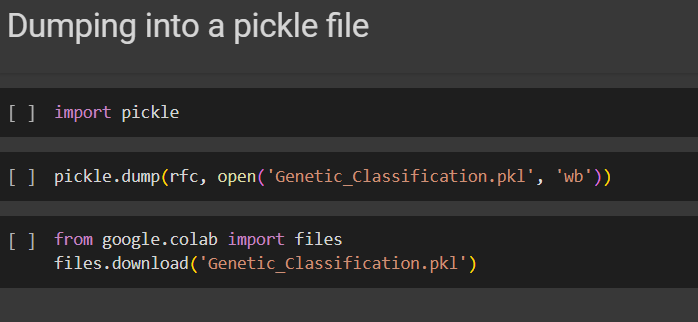 Dumping into a pickle file
[ ] import pickle
[ ] pickle.dump(rfc, open('Genetic_Classification.pkl', 'wb'))
[ ] from google.colab import files
files.download('Genetic_Classification.pkl')